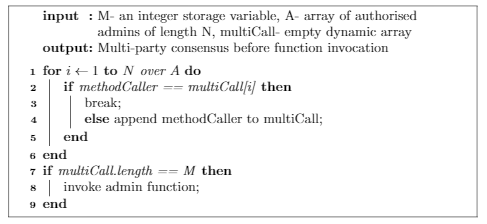 input : M- an integer storage variable, A- array of authorised
admins of length N, multiCall- empty dynamic array
output: Multi-party consensus before function invocation
1 for i ← 1 to N over A do
2 if methodCaller == multiCall[i] then
3 break;
4 else append methodCaller to multiCall;
5 end
6 end
7 if multiCall.length == M then
8 invoke admin function;
9 end